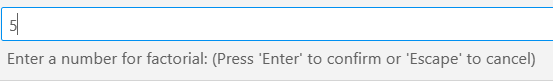 5
Enter a number for factorial: (Press 'Enter' to confirm or 'Escape' to cancel)